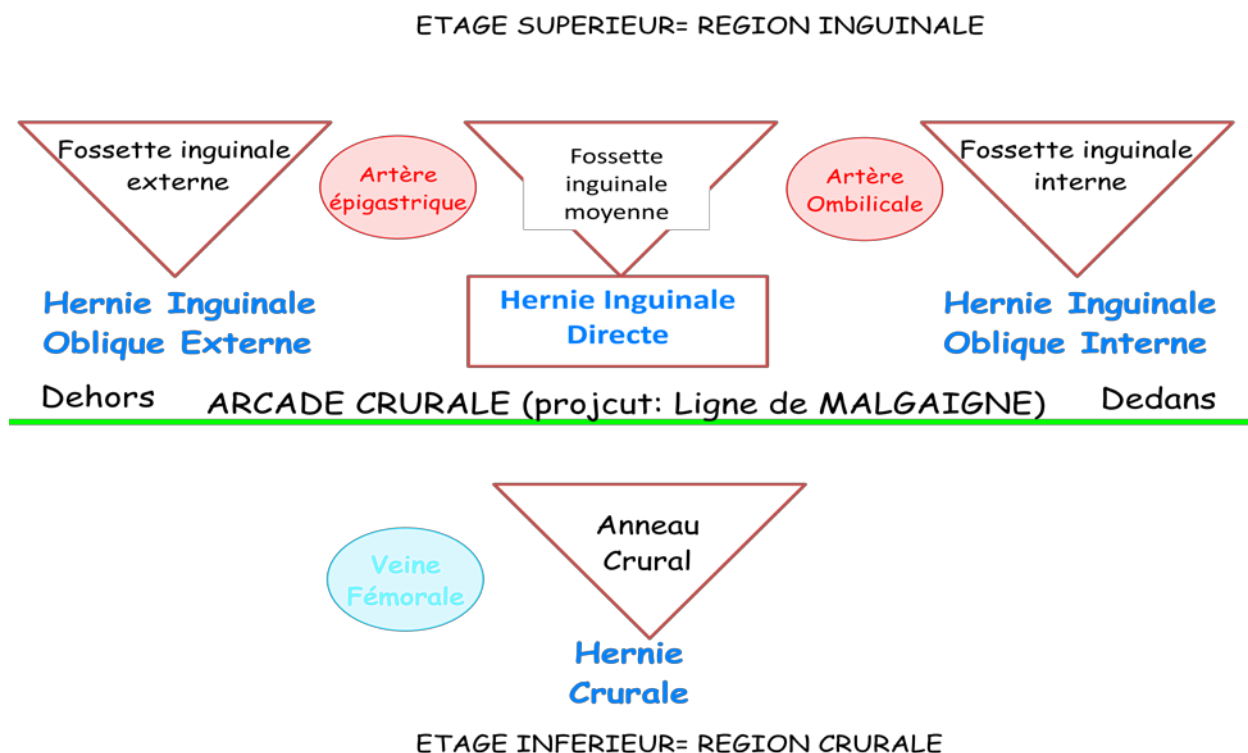 ETAGE SUPERIEUR= REGION INGUINALE
Fossette inguinale
externe
Artère
épigastrique
Fossette
inguinale
moyenne
Artère
Ombilicale
Fossette inguinale
interne
Hernie Inguinale
Oblique Externe
Hernie Inguinale
Directe
Hernie Inguinale
Oblique Interne
Dehors
ARCADE CRURALE (projcut: Ligne de MALGAIGNE)
Dedans
Veine
Fémorale
Anneau
Crural
Hernie
Crurale
ETAGE INFERIEUR= REGION CRURALE